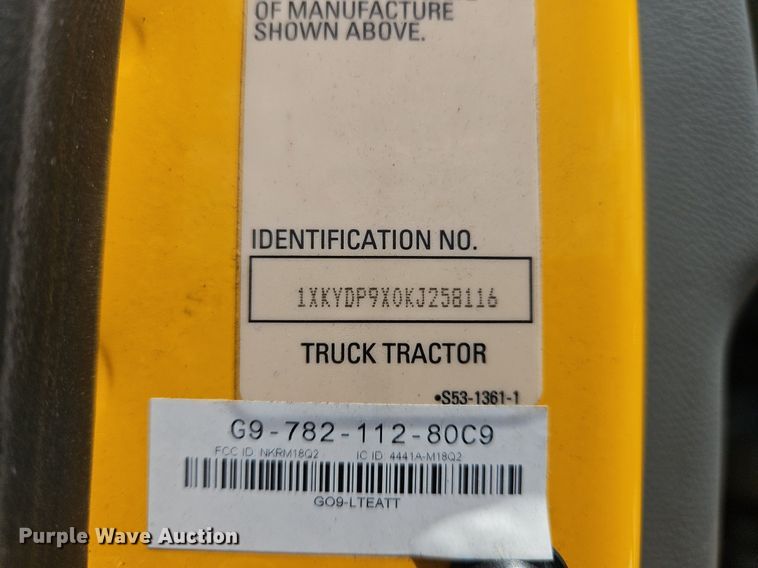 OF MANUFACTURE
SHOWN ABOVE.
IDENTIFICATION NO.
1XKYDP9X0KJ258116
TRUCK TRACTOR
•S53-1361-1
G9-782-112-80C9
FCC ID: NKRM18Q2 IC ID: 4441A-M18Q2
GO9-LTEATT
Purple Wave Auction